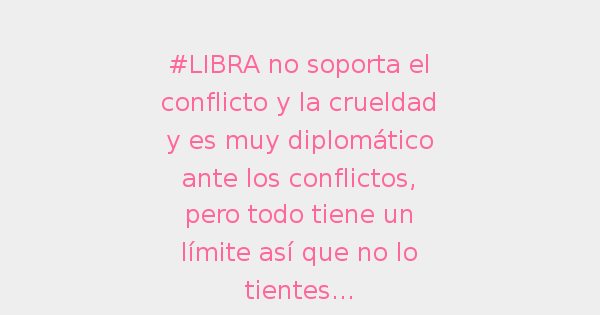 #LIBRA no soporta el
conflicto y la crueldad
y es muy diplomático
ante los conflictos,
pero todo tiene un
límite así que no lo
tientes...